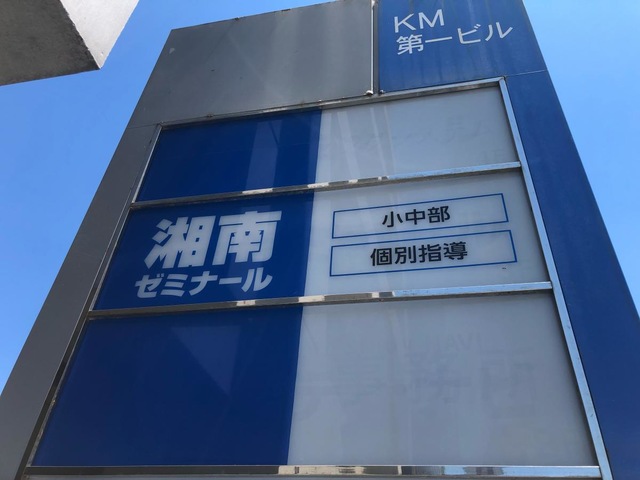 KM
第一ビル
湘南
ゼミナール
小中部
個別指導